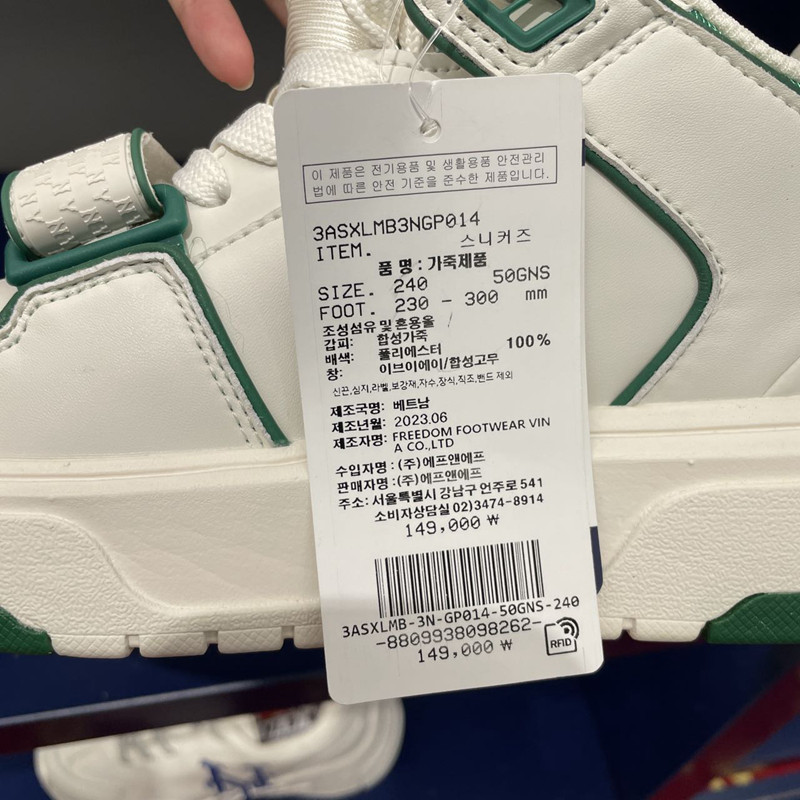 이 제품은 전기용품 및 생활용품 안전관리
법에 따른 안전 기준을 준수한 제품입니다.
3ASXLMB3NGP014
ITEM. 스니커즈
품 명 : 가죽제품
SIZE. 240 50GNS
FOOT. 230 - 300 mm
조성섬유 및 혼용율
갑피: 합성가죽
배색: 폴리에스터 100%
창: 이브이에이/합성고무
신끈,심지,라벨,보강재,자수,장식,직조,밴드 제외
제조국명: 베트남
제조년월: 2023.06
제조자명: FREEDOM FOOTWEAR VIN
A CO.,LTD
수입자명 : (주)에프앤에프
판매자명 : (주)에프앤에프
주소: 서울특별시 강남구 언주로 541
소비자상담실 02)3474-8914
149,000 ₩
3ASXLMB-3N-GP014-50GNS-240
-8809938098262-
149,000 ₩
RFID